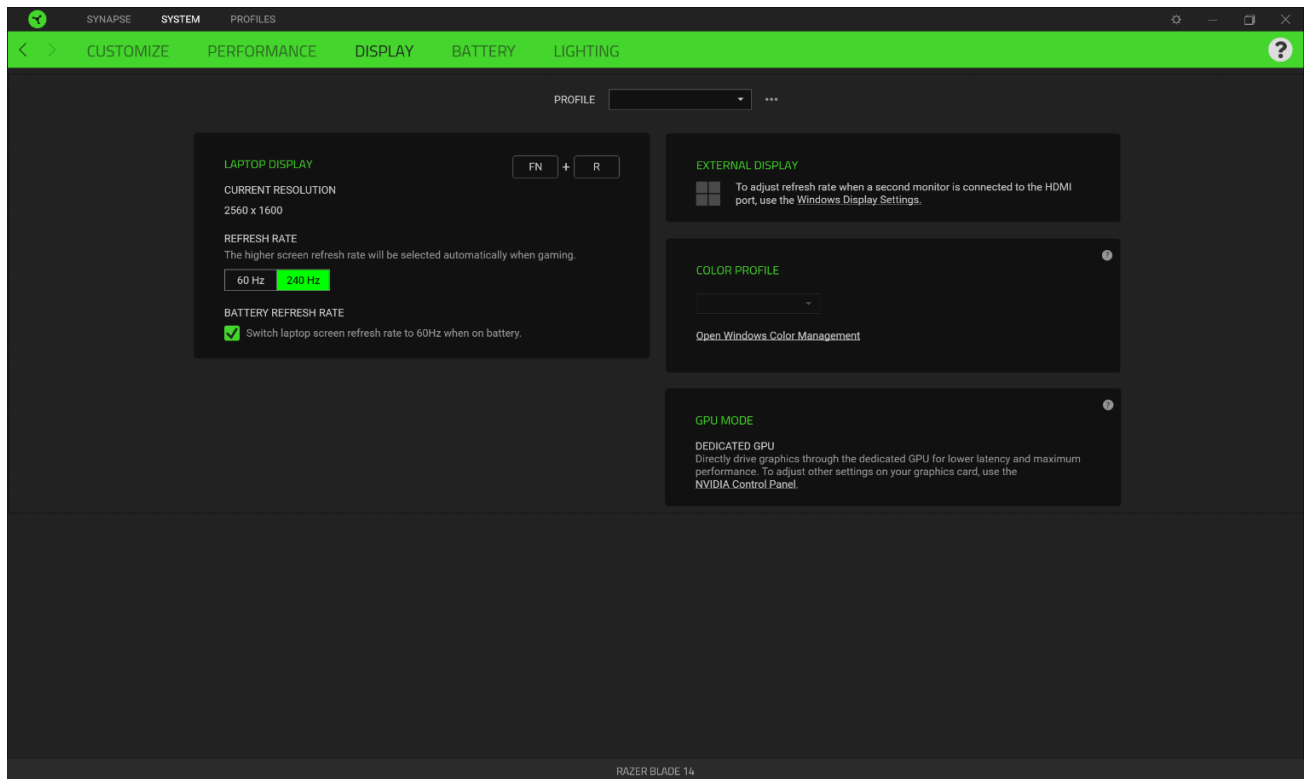 SYNAPSE SYSTEM PROFILES
CUSTOMIZE PERFORMANCE DISPLAY BATTERY LIGHTING ?
PROFILE
LAPTOP DISPLAY FN + R
CURRENT RESOLUTION
2560 x 1600
REFRESH RATE
The higher screen refresh rate will be selected automatically when gaming.
60 Hz 240 Hz
BATTERY REFRESH RATE
Switch laptop screen refresh rate to 60Hz when on battery.
EXTERNAL DISPLAY
To adjust refresh rate when a second monitor is connected to the HDMI
port, use the Windows Display Settings.
COLOR PROFILE ?
Open Windows Color Management
GPU MODE ?
DEDICATED GPU
Directly drive graphics through the dedicated GPU for lower latency and maximum
performance. To adjust other settings on your graphics card, use the
NVIDIA Control Panel.
RAZER BLADE 14